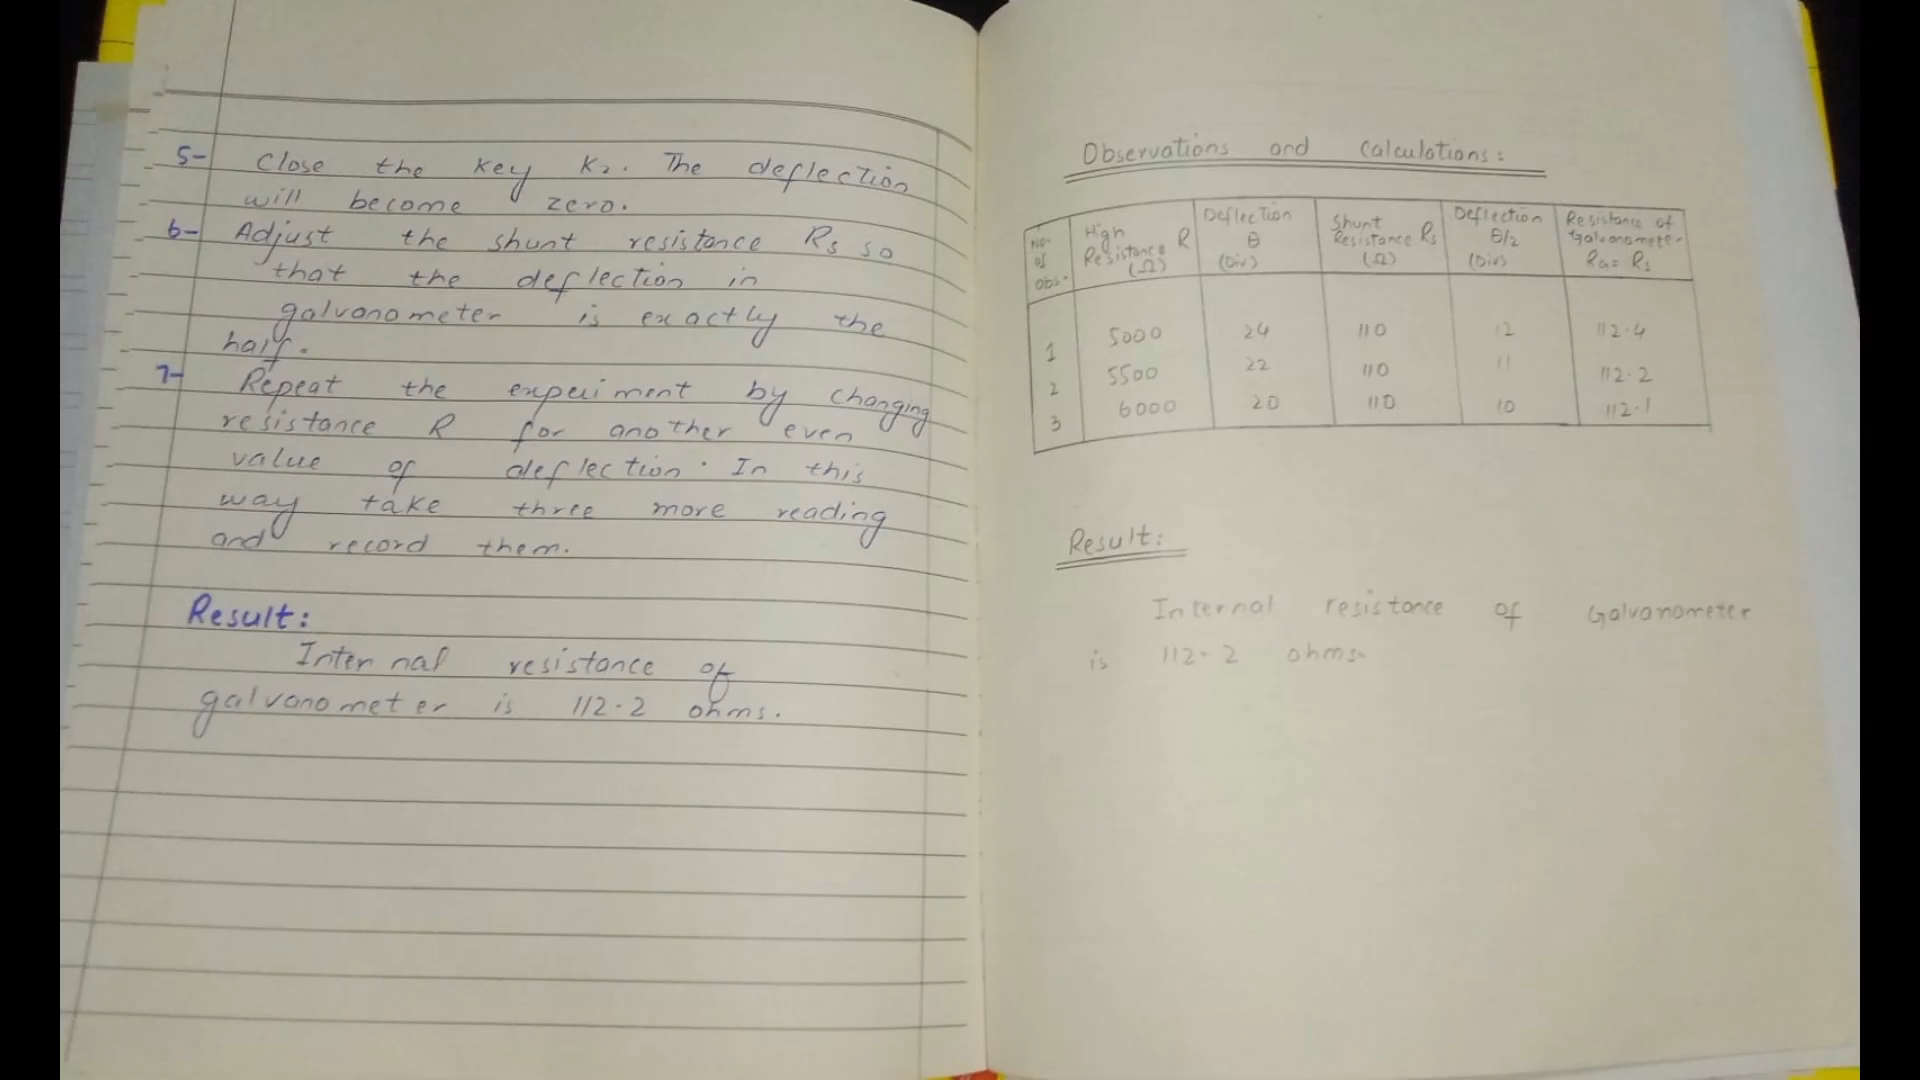 5- Close the key K₂. The deflection
will become zero.
6- Adjust the shunt resistance Rs so
that the deflection in
galvanometer is exactly the
half.
7- Repeat the experiment by changing
resistance R for another even
value of deflection. In this
way take three more reading
and record them.
Result:
Internal resistance of
galvanometer is 112.2 ohms.
Observations and Calculations:
No. of obs. | High Resistance R (Ω) | Deflection θ (Div) | Shunt Resistance Rs (Ω) | Deflection θ/2 (Div) | Resistance of Galvanometer RG = Rs
1 | 5000 | 24 | 110 | 12 | 112.4
2 | 5500 | 22 | 110 | 11 | 112.2
3 | 6000 | 20 | 110 | 10 | 112.1
Result:
Internal resistance of Galvanometer
is 112.2 ohms.